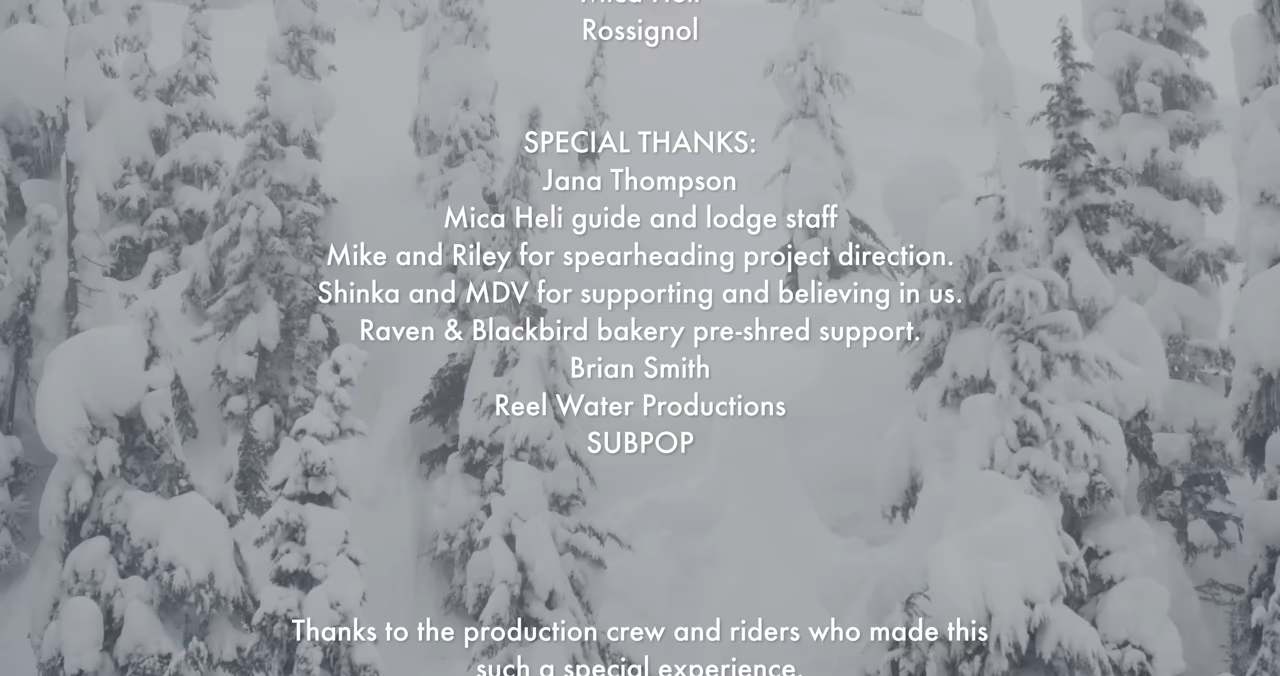 Mica Heli
Rossignol
SPECIAL THANKS:
Jana Thompson
Mica Heli guide and lodge staff
Mike and Riley for spearheading project direction.
Shinka and MDV for supporting and believing in us.
Raven & Blackbird bakery pre-shred support.
Brian Smith
Reel Water Productions
SUBPOP
Thanks to the production crew and riders who made this
such a special experience.